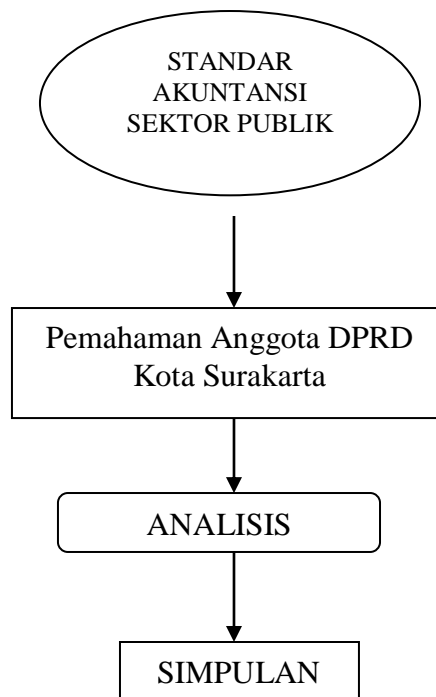 STANDAR
AKUNTANSI
SEKTOR PUBLIK
Pemahaman Anggota DPRD
Kota Surakarta
ANALISIS
SIMPULAN